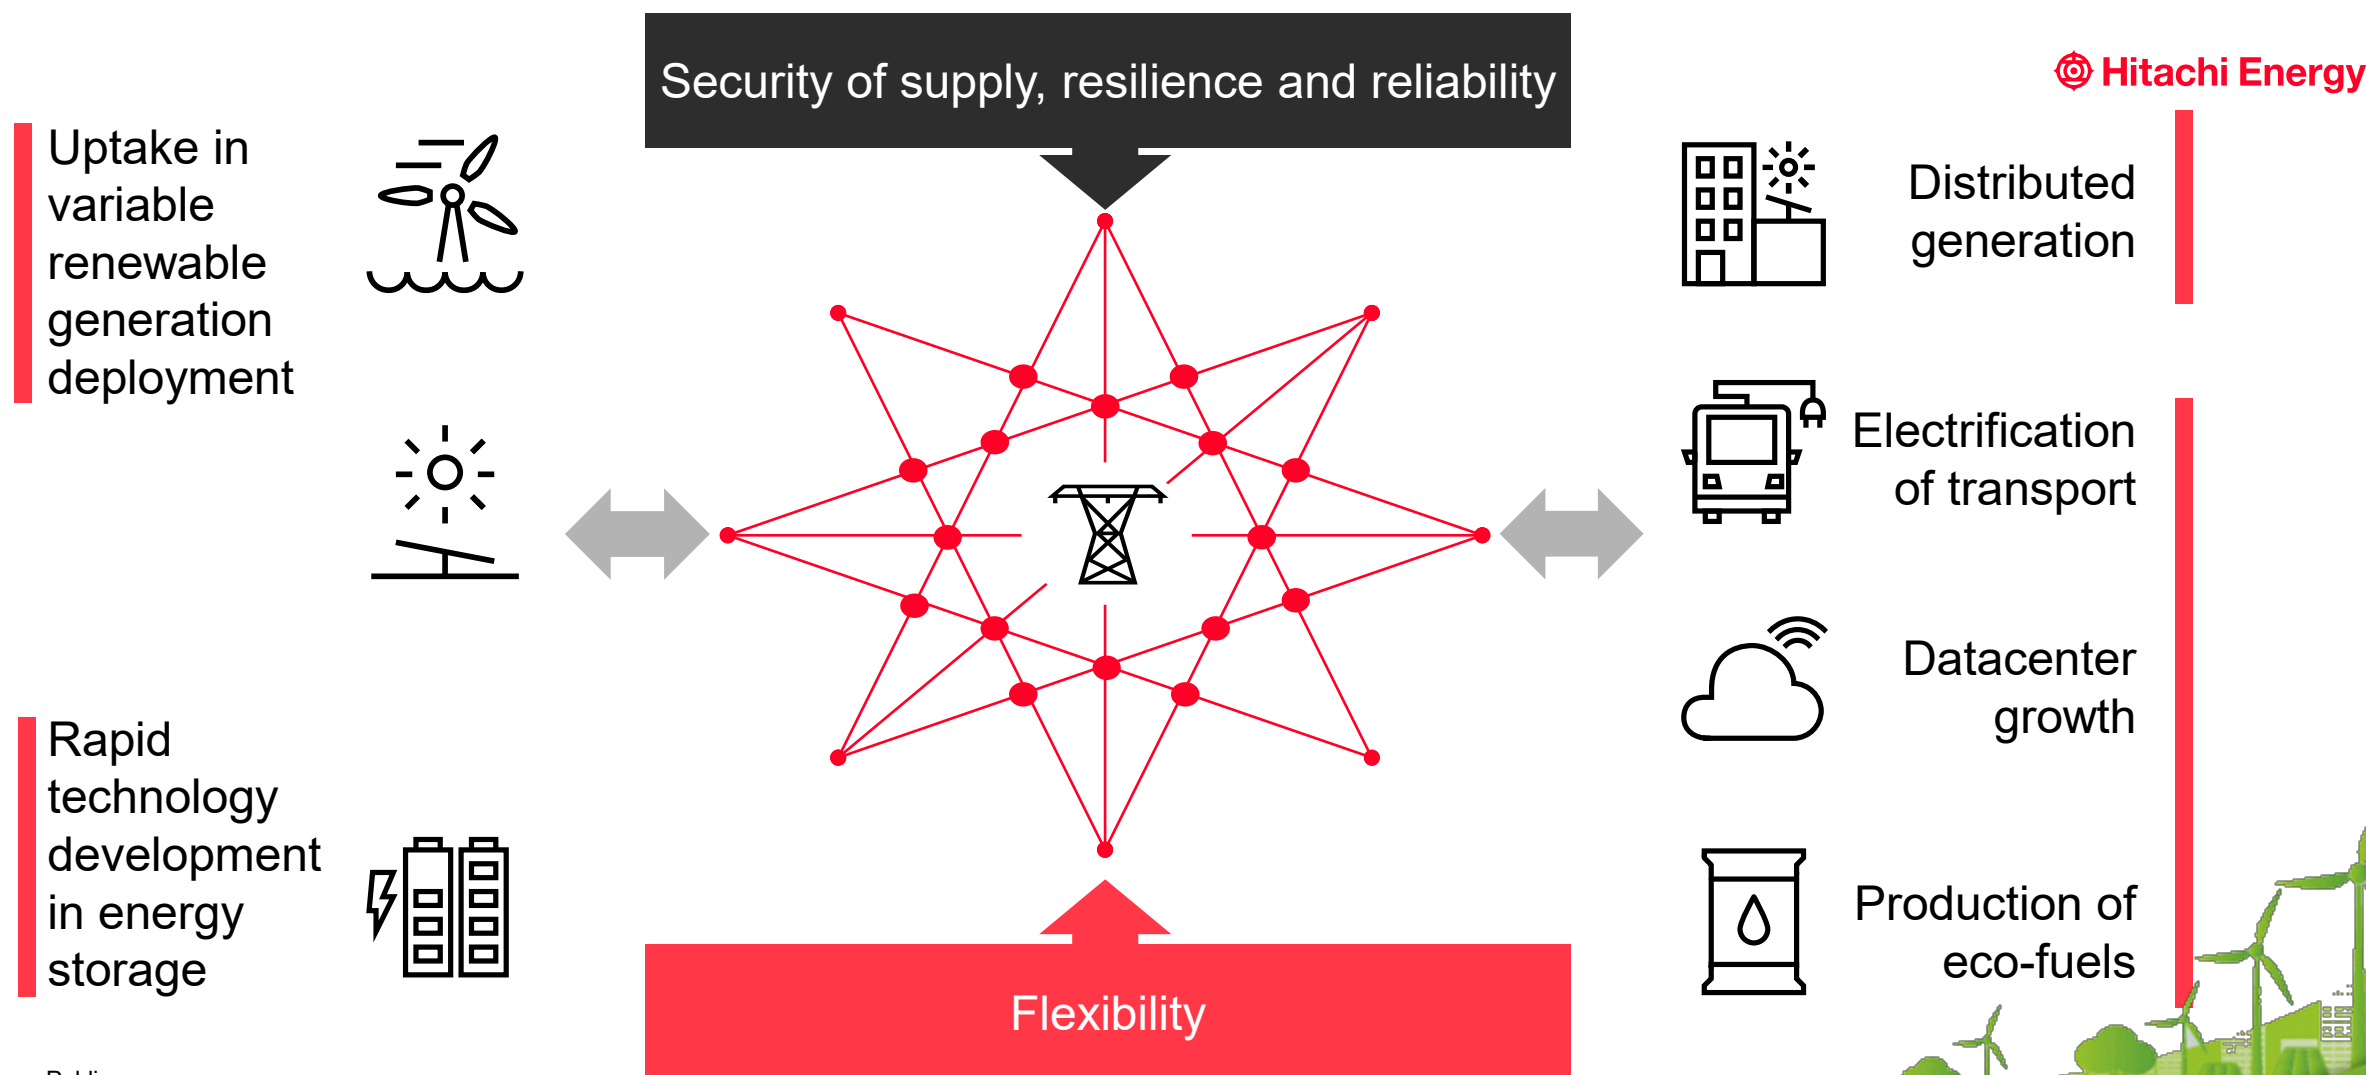 Security of supply, resilience and reliability
Hitachi Energy
Uptake in
variable
renewable
generation
deployment
Rapid
technology
development
in energy
storage
Distributed
generation
Electrification
of transport
Datacenter
growth
Production of
eco-fuels
Flexibility